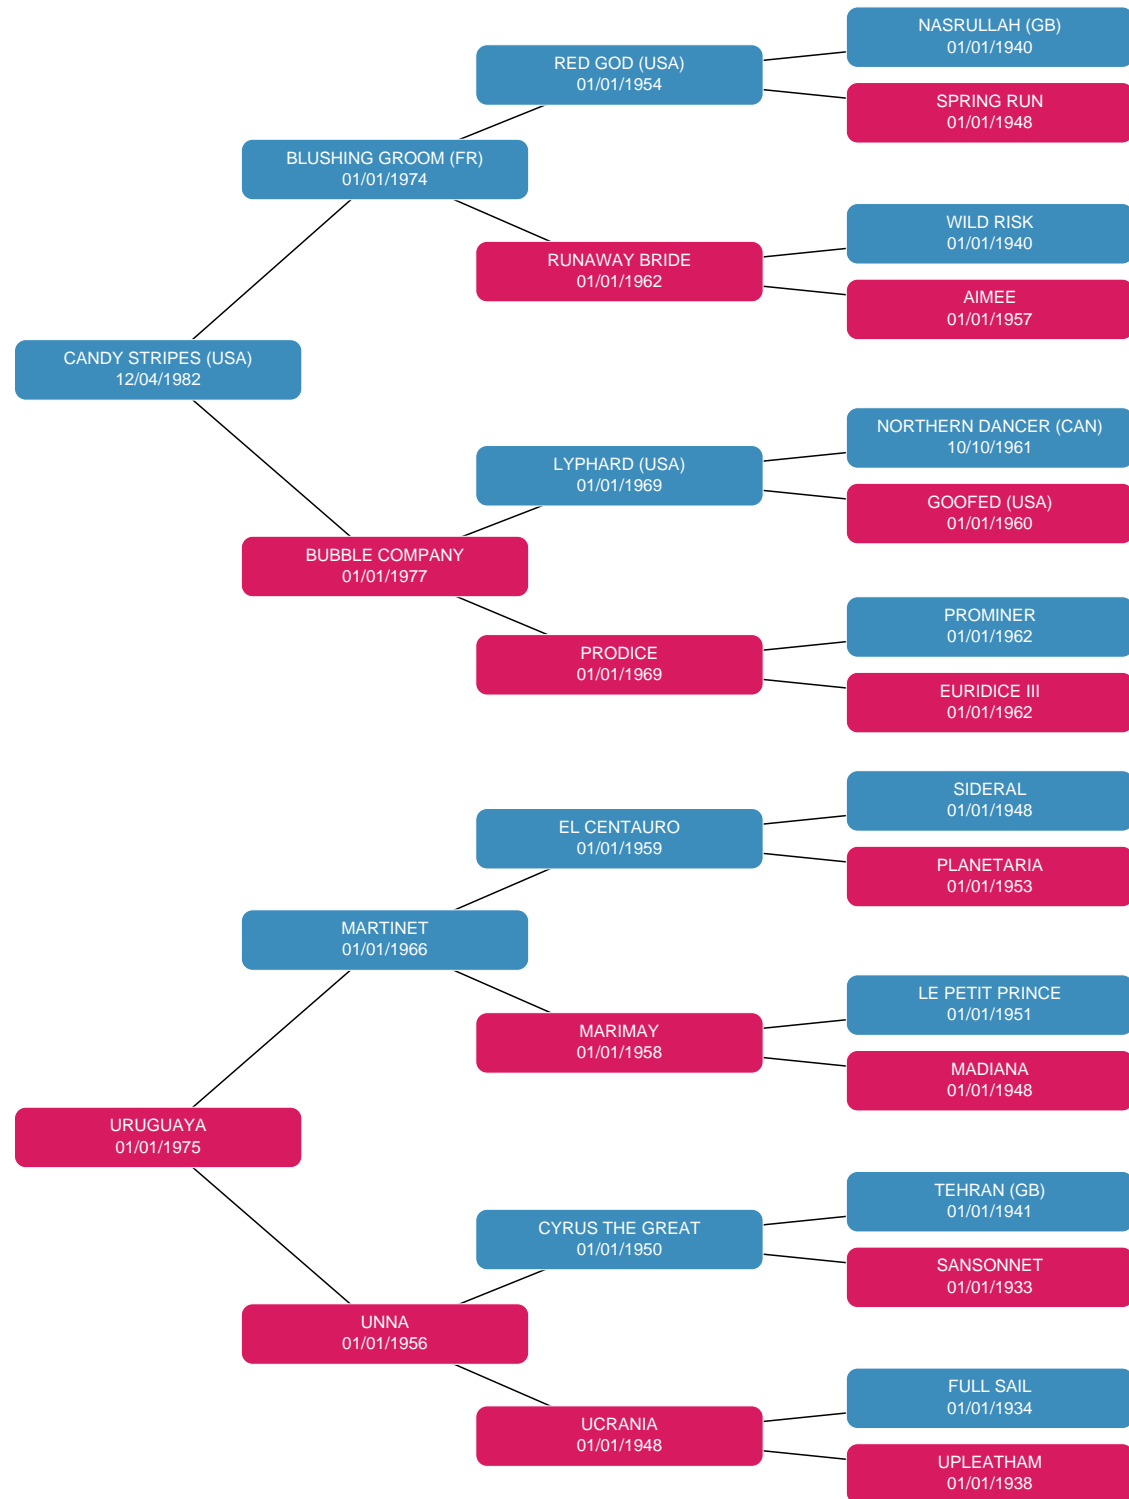 NASRULLAH (GB)
01/01/1940
RED GOD (USA)
01/01/1954
SPRING RUN
01/01/1948
BLUSHING GROOM (FR)
01/01/1974
WILD RISK
01/01/1940
RUNAWAY BRIDE
01/01/1962
AIMEE
01/01/1957
CANDY STRIPES (USA)
12/04/1982
NORTHERN DANCER (CAN)
10/10/1961
LYPHARD (USA)
01/01/1969
GOOFED (USA)
01/01/1960
BUBBLE COMPANY
01/01/1977
PROMINER
01/01/1962
PRODICE
01/01/1969
EURIDICE III
01/01/1962
SIDERAL
01/01/1948
EL CENTAURO
01/01/1959
PLANETARIA
01/01/1953
MARTINET
01/01/1966
LE PETIT PRINCE
01/01/1951
MARIMAY
01/01/1958
MADIANA
01/01/1948
URUGUAYA
01/01/1975
TEHRAN (GB)
01/01/1941
CYRUS THE GREAT
01/01/1950
SANSONNET
01/01/1933
UNNA
01/01/1956
FULL SAIL
01/01/1934
UCRANIA
01/01/1948
UPLEATHAM
01/01/1938